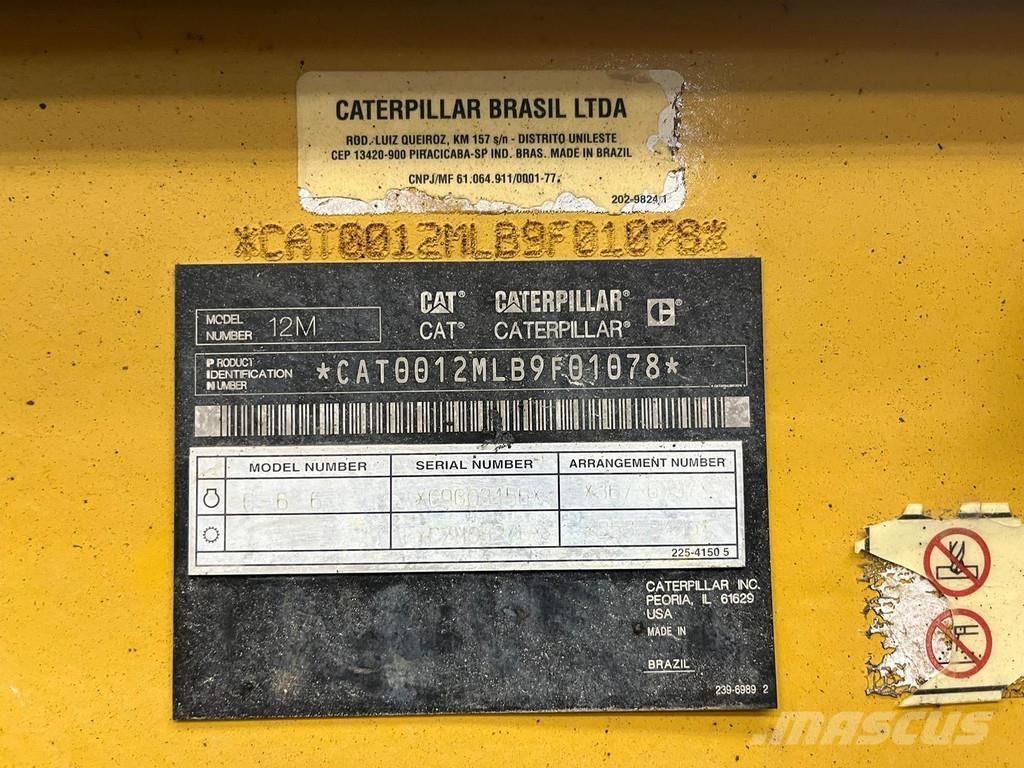 CATERPILLAR BRASIL LTDA
ROD. LUIZ QUEIROZ, KM 157 s/n - DISTRITO UNILESTE
CEP 13420-900 PIRACICABA-SP IND. BRAS. MADE IN BRAZIL
CNPJ/MF 61.064.911/0001-77.
202-9824 1
*CAT0012MLB9F01078*
CAT® CATERPILLAR®
MODEL NUMBER 12M
CAT® CATERPILLAR®
PRODUCT IDENTIFICATION NUMBER *CAT0012MLB9F01078*
MODEL NUMBER SERIAL NUMBER ARRANGEMENT NUMBER
225-4150 5
CATERPILLAR INC.
PEORIA, IL 61629
USA
MADE IN
BRAZIL
239-6989 2
MASCUS